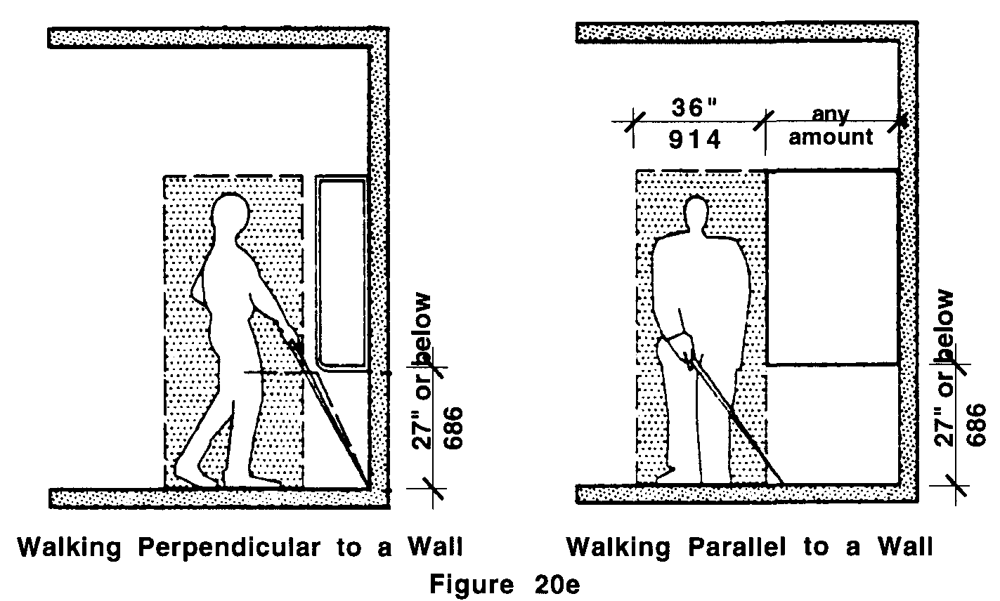 36"
914
any
amount
27" or below
686
27" or below
686
Walking Perpendicular to a Wall
Walking Parallel to a Wall
Figure 20e